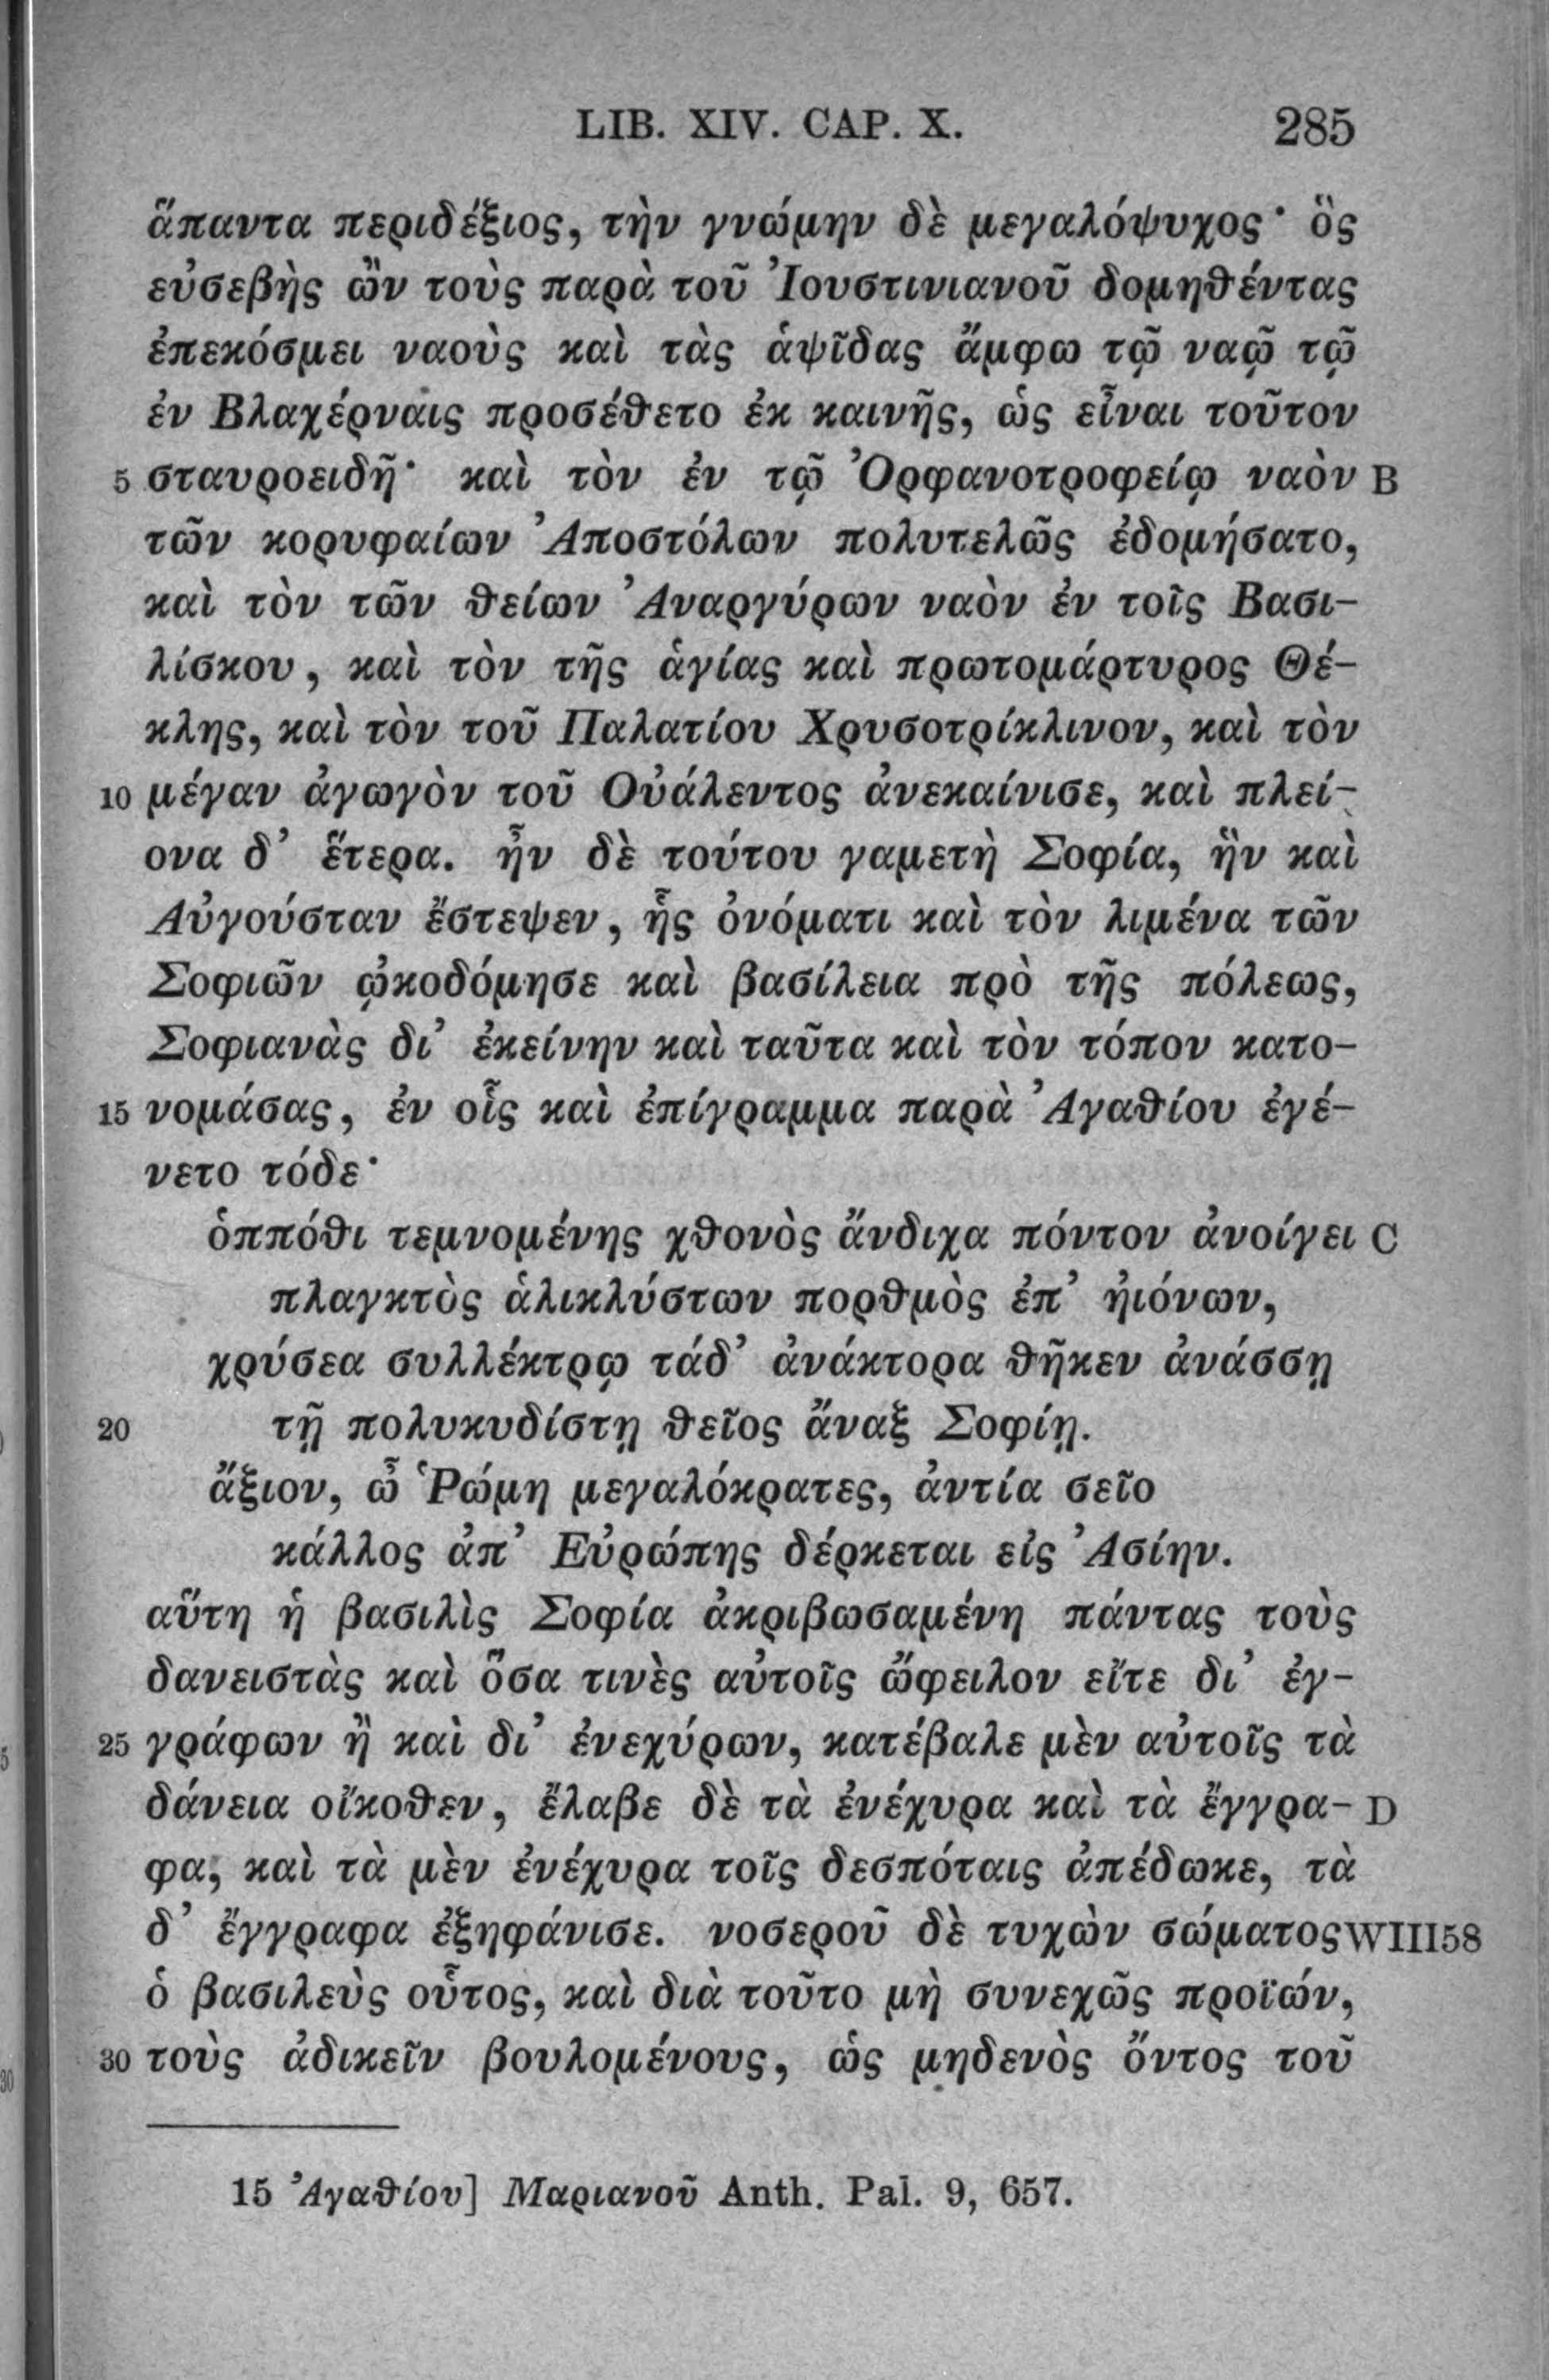 LIB. XIV. CAP. X. 285
ἅπαντα περιδέξιος, τὴν γνώμην δὲ μεγαλόψυχος· ὃς
εὐσεβὴς ὢν τοὺς παρὰ τοῦ Ἰουστινιανοῦ δομηθέντας
ἐπεκόσμει ναοὺς καὶ τὰς ἁψῖδας ἄμφω τῷ ναῷ τῷ
ἐν Βλαχέρναις προσέθετο ἐκ καινῆς, ὡς εἶναι τοῦτον
5 σταυροειδῆ· καὶ τὸν ἐν τῷ Ὀρφανοτροφείῳ ναὸν B
τῶν κορυφαίων Ἀποστόλων πολυτελῶς ἐδομήσατο,
καὶ τὸν τῶν θείων Ἀναργύρων ναὸν ἐν τοῖς Βασι-
λίσκου, καὶ τὸν τῆς ἁγίας καὶ πρωτομάρτυρος Θέ-
κλης, καὶ τὸν τοῦ Παλατίου Χρυσοτρίκλινον, καὶ τὸν
10 μέγαν ἀγωγὸν τοῦ Οὐάλεντος ἀνεκαίνισε, καὶ πλεί-
ονα δ' ἕτερα. ἦν δὲ τούτου γαμετὴ Σοφία, ἣν καὶ
Αὐγούσταν ἔστεψεν, ἧς ὀνόματι καὶ τὸν λιμένα τῶν
Σοφιῶν ᾠκοδόμησε καὶ βασίλεια πρὸ τῆς πόλεως,
Σοφιανὰς δι' ἐκείνην καὶ ταῦτα καὶ τὸν τόπον κατο-
15 νομάσας, ἐν οἷς καὶ ἐπίγραμμα παρὰ Ἀγαθίου ἐγέ-
νετο τόδε·
ὁππόθι τεμνομένης χθονὸς ἄνδιχα πόντον ἀνοίγει C
πλαγκτὸς ἁλικλύστων πορθμὸς ἐπ' ἠιόνων,
χρύσεα συλλέκτρῳ τάδ' ἀνάκτορα θῆκεν ἀνάσσῃ
20 τῇ πολυκυδίστῃ θεῖος ἄναξ Σοφίῃ.
ἄξιον, ὦ Ῥώμη μεγαλόκρατες, ἀντία σεῖο
κάλλος ἀπ' Εὐρώπης δέρκεται εἰς Ἀσίην.
αὕτη ἡ βασιλὶς Σοφία ἀκριβωσαμένη πάντας τοὺς
δανειστὰς καὶ ὅσα τινὲς αὐτοῖς ὤφειλον εἴτε δι' ἐγ-
25 γράφων ἢ καὶ δι' ἐνεχύρων, κατέβαλε μὲν αὐτοῖς τὰ
δάνεια οἴκοθεν, ἔλαβε δὲ τὰ ἐνέχυρα καὶ τὰ ἔγγρα- D
φα, καὶ τὰ μὲν ἐνέχυρα τοῖς δεσπόταις ἀπέδωκε, τὰ
δ' ἔγγραφα ἐξηφάνισε. νοσεροῦ δὲ τυχὼν σώματος WIII58
ὁ βασιλεὺς οὗτος, καὶ διὰ τοῦτο μὴ συνεχῶς προϊών,
30 τοὺς ἀδικεῖν βουλομένους, ὡς μηδενὸς ὄντος τοῦ
15 Ἀγαθίου] Μαριανοῦ Anth. Pal. 9, 657.